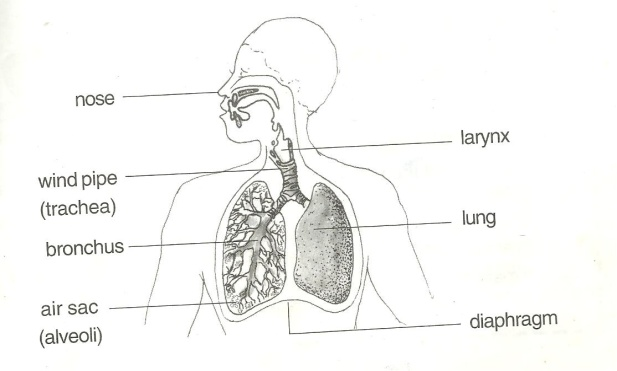 nose
larynx
wind pipe
(trachea)
lung
bronchus
air sac
(alveoli)
diaphragm